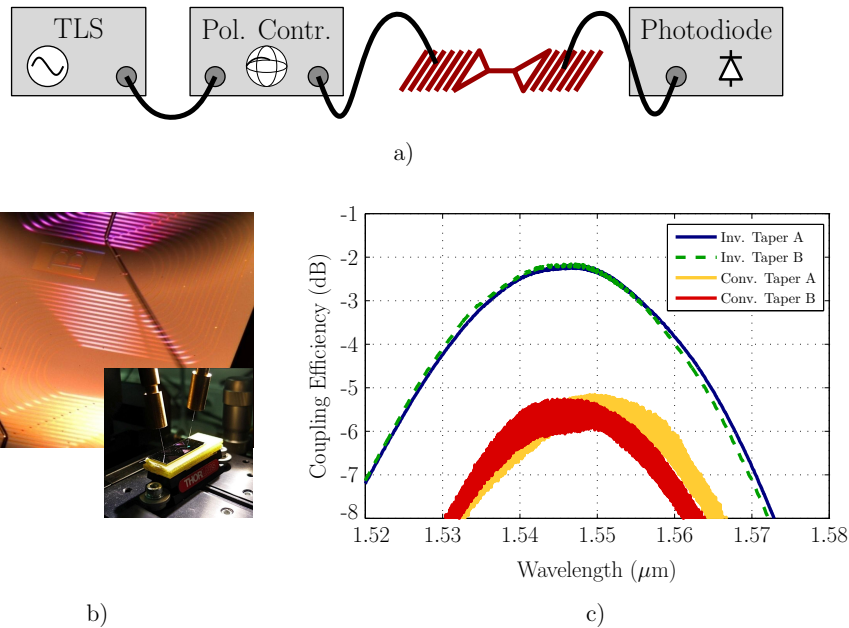 TLS
Pol. Contr.
Photodiode
a)
THOR
b)
Coupling Efficiency (dB)
-1
-2
-3
-4
-5
-6
-7
-8
1.52
1.53
1.54
1.55
1.56
1.57
1.58
Wavelength (μm)
Inv. Taper A
Inv. Taper B
Conv. Taper A
Conv. Taper B
c)